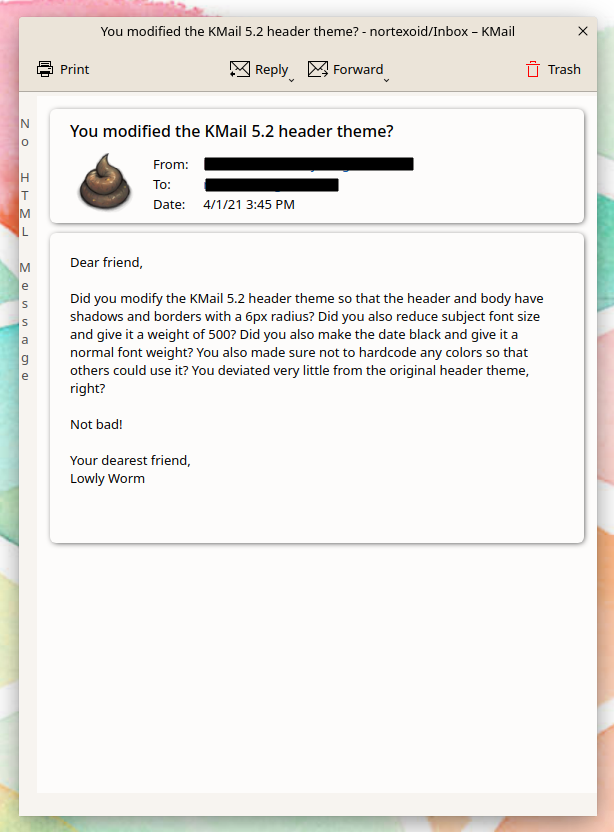 You modified the KMail 5.2 header theme? - nortexoid/Inbox – KMail
Print
Reply
Forward
Trash
No HTML Message
You modified the KMail 5.2 header theme?
From:
To:
Date: 4/1/21 3:45 PM
Dear friend,
Did you modify the KMail 5.2 header theme so that the header and body have
shadows and borders with a 6px radius? Did you also reduce subject font size
and give it a weight of 500? Did you also make the date black and give it a
normal font weight? You also made sure not to hardcode any colors so that
others could use it? You deviated very little from the original header theme,
right?
Not bad!
Your dearest friend,
Lowly Worm